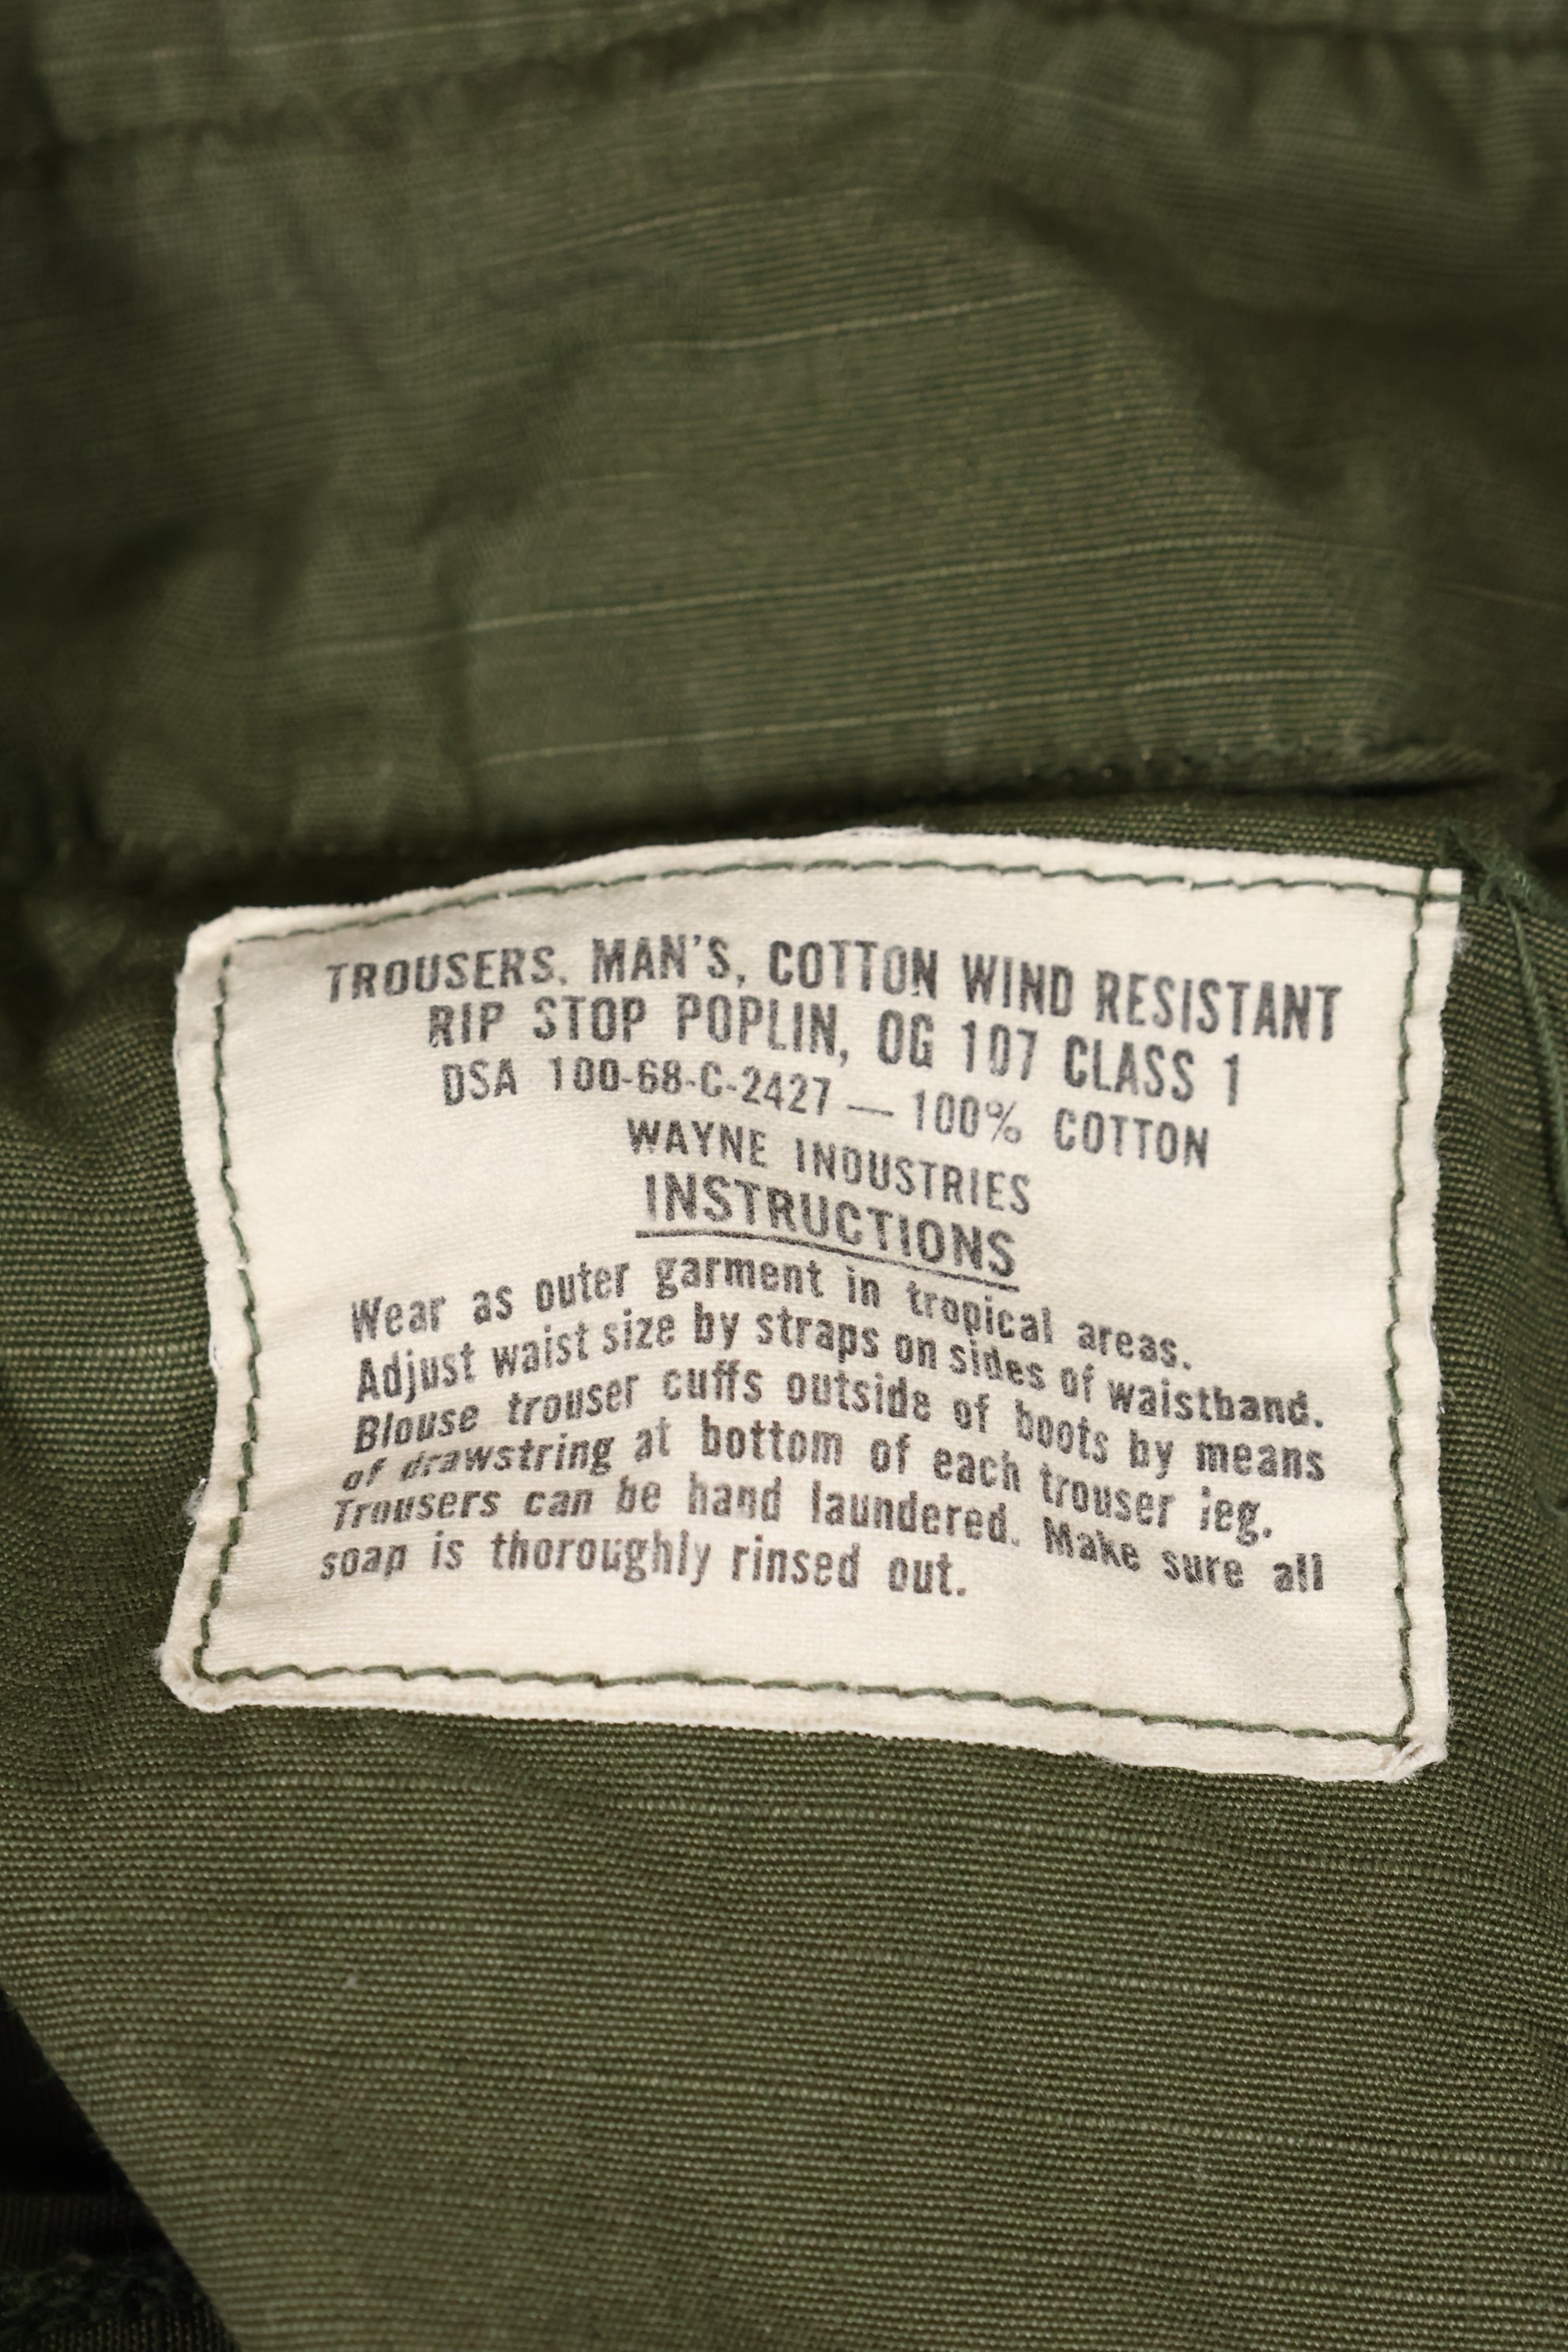 TROUSERS, MAN'S, COTTON WIND RESISTANT
RIP STOP POPLIN, OG 107 CLASS 1
DSA 100-68-C-2427 — 100% COTTON
WAYNE INDUSTRIES
INSTRUCTIONS
Wear as outer garment in tropical areas.
Adjust waist size by straps on sides of waistband.
Blouse trouser cuffs outside of boots by means
of drawstring at bottom of each trouser leg.
Trousers can be hand laundered. Make sure all
soap is thoroughly rinsed out.